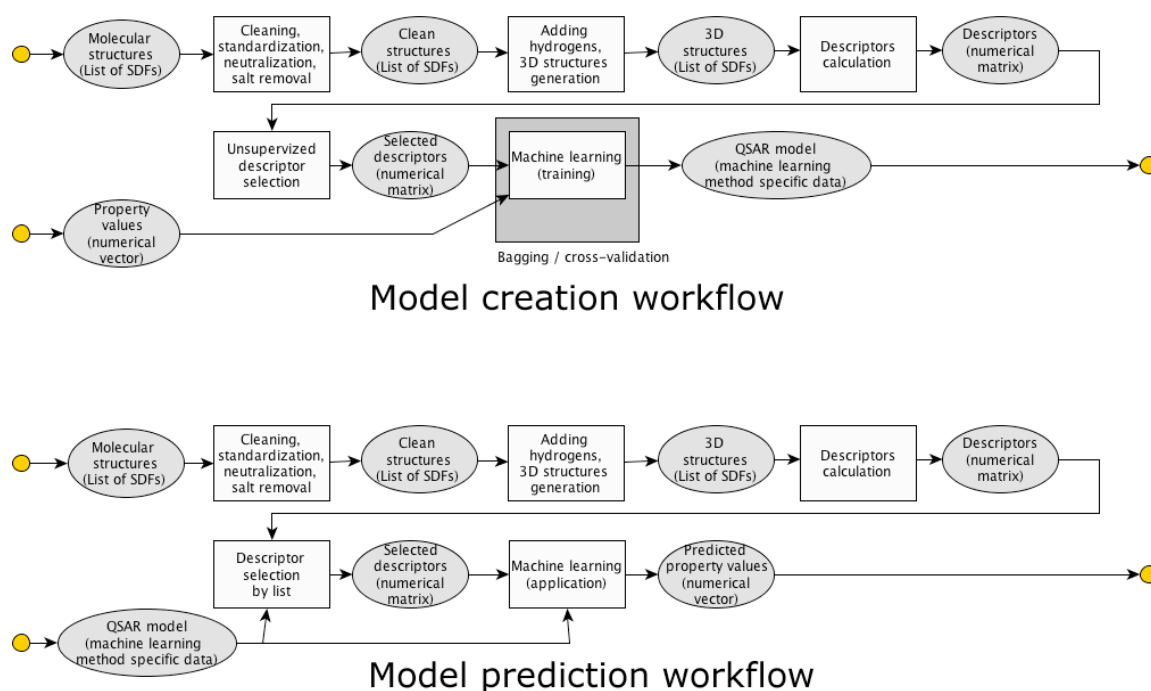 Molecular
structures
(List of SDFs)
Cleaning,
standardization,
neutralization,
salt removal
Clean
structures
(List of SDFs)
Adding
hydrogens,
3D structures
generation
3D
structures
(List of SDFs)
Descriptors
calculation
Descriptors
(numerical
matrix)
Unsupervized
descriptor
selection
Selected
descriptors
(numerical
matrix)
Machine learning
(training)
QSAR model
(machine learning
method specific data)
Property
values
(numerical
vector)
Bagging / cross-validation
Model creation workflow
Molecular
structures
(List of SDFs)
Cleaning,
standardization,
neutralization,
salt removal
Clean
structures
(List of SDFs)
Adding
hydrogens,
3D structures
generation
3D
structures
(List of SDFs)
Descriptors
calculation
Descriptors
(numerical
matrix)
Descriptor
selection
by list
Selected
descriptors
(numerical
matrix)
Machine learning
(application)
Predicted
property values
(numerical
vector)
QSAR model
(machine learning
method specific data)
Model prediction workflow